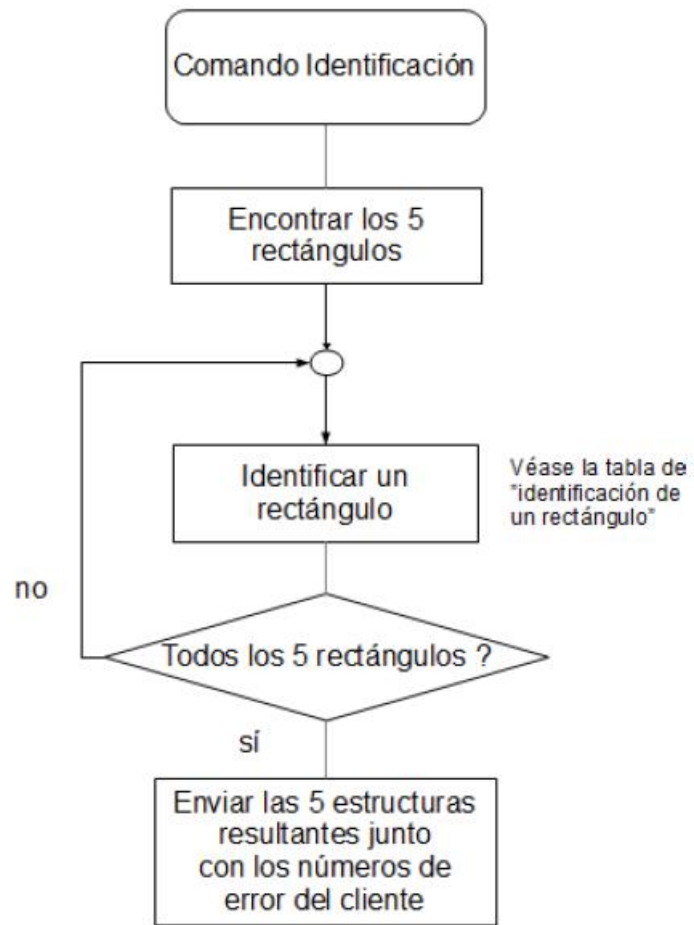 Comando Identificación
Encontrar los 5
rectángulos
Identificar un
rectángulo
Véase la tabla de
"identificación de
un rectángulo"
no
Todos los 5 rectángulos ?
sí
Enviar las 5 estructuras
resultantes junto
con los números de
error del cliente